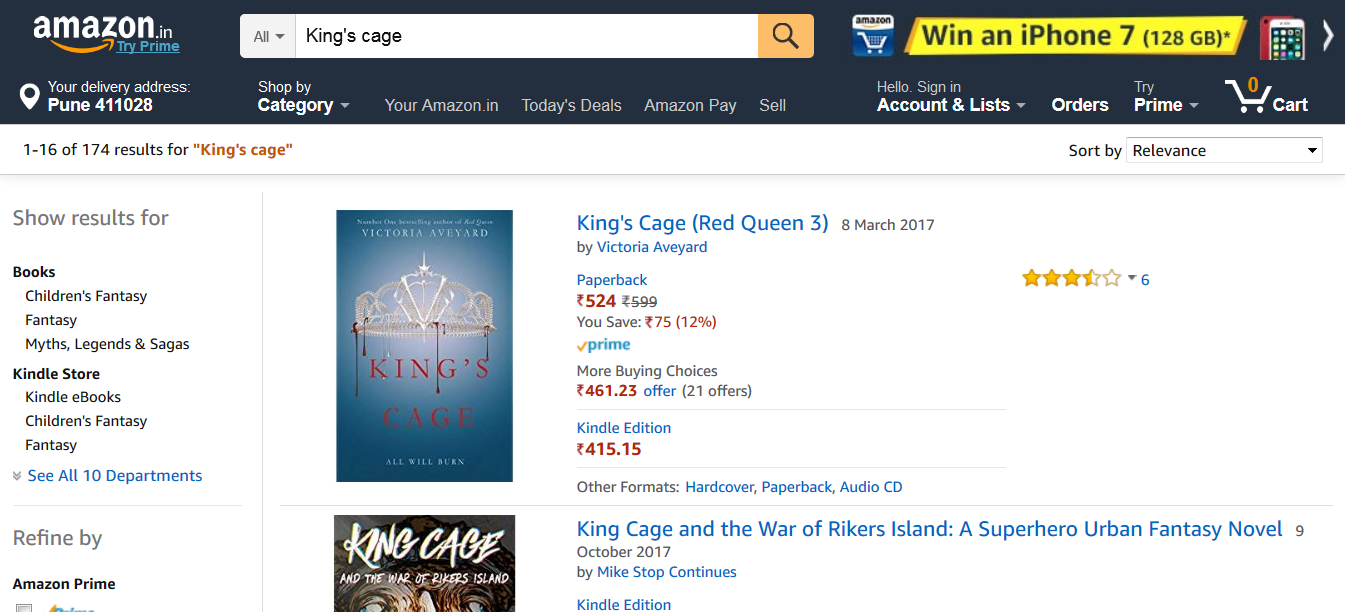 amazon.in
Try Prime
All
King's cage
amazon
Win an iPhone 7 (128 GB)*
Your delivery address:
Pune 411028
Shop by
Category
Your Amazon.in
Today's Deals
Amazon Pay
Sell
Hello. Sign in
Account & Lists
Orders
Try
Prime
0
Cart
1-16 of 174 results for "King's cage"
Sort by
Relevance
Show results for
Books
Children's Fantasy
Fantasy
Myths, Legends & Sagas
Kindle Store
Kindle eBooks
Children's Fantasy
Fantasy
See All 10 Departments
Refine by
Amazon Prime
Prime
Number One bestselling author of Red Queen
VICTORIA AVEYARD
KING'S
CAGE
ALL WILL BURN
King's Cage (Red Queen 3) 8 March 2017
by Victoria Aveyard
Paperback
₹524 ₹599
You Save: ₹75 (12%)
prime
More Buying Choices
₹461.23 offer (21 offers)
Kindle Edition
₹415.15
Other Formats: Hardcover, Paperback, Audio CD
6
KING CAGE
AND THE WAR OF RIKERS ISLAND
King Cage and the War of Rikers Island: A Superhero Urban Fantasy Novel 9
October 2017
by Mike Stop Continues
Kindle Edition